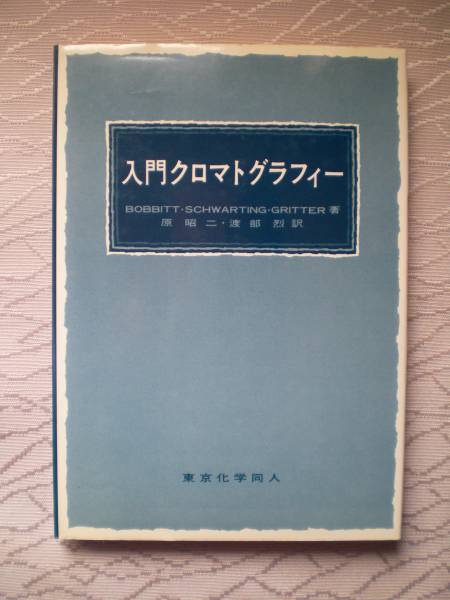 入門クロマトグラフィー
BOBBITT・SCHWARTING・GRITTER 著
原 昭 二・渡 部 烈 訳
東京化学同人